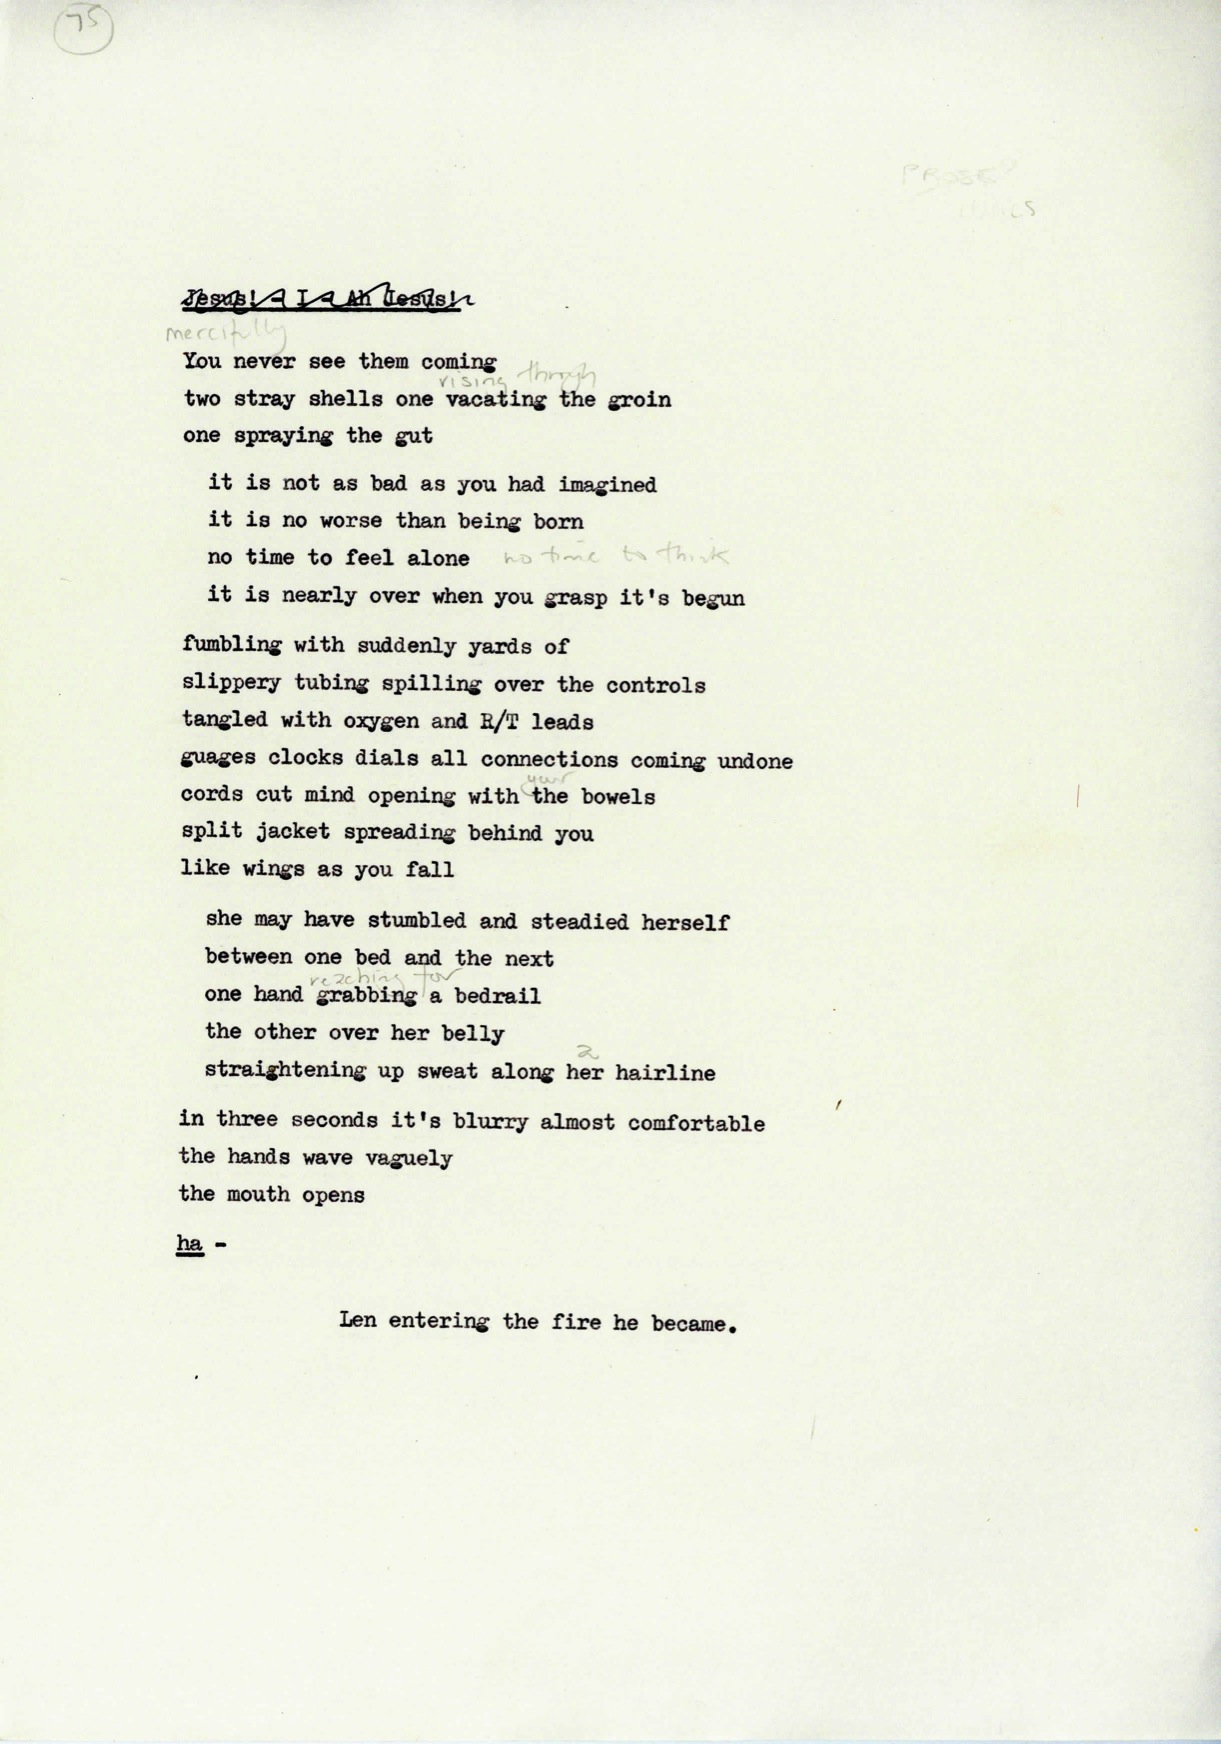 75
PROSE?
Jesus! - I - Ah Jesus!
mercifully
You never see them coming
rising through
two stray shells one vacating the groin
one spraying the gut
it is not as bad as you had imagined
it is no worse than being born
no time to feel alone no time to think
it is nearly over when you grasp it's begun
fumbling with suddenly yards of
slippery tubing spilling over the controls
tangled with oxygen and R/T leads
guages clocks dials all connections coming undone
your
cords cut mind opening with the bowels
split jacket spreading behind you
like wings as you fall
she may have stumbled and steadied herself
between one bed and the next
reaching for
one hand grabbing a bedrail
the other over her belly
a
straightening up sweat along her hairline
in three seconds it's blurry almost comfortable
the hands wave vaguely
the mouth opens
ha -
Len entering the fire he became.